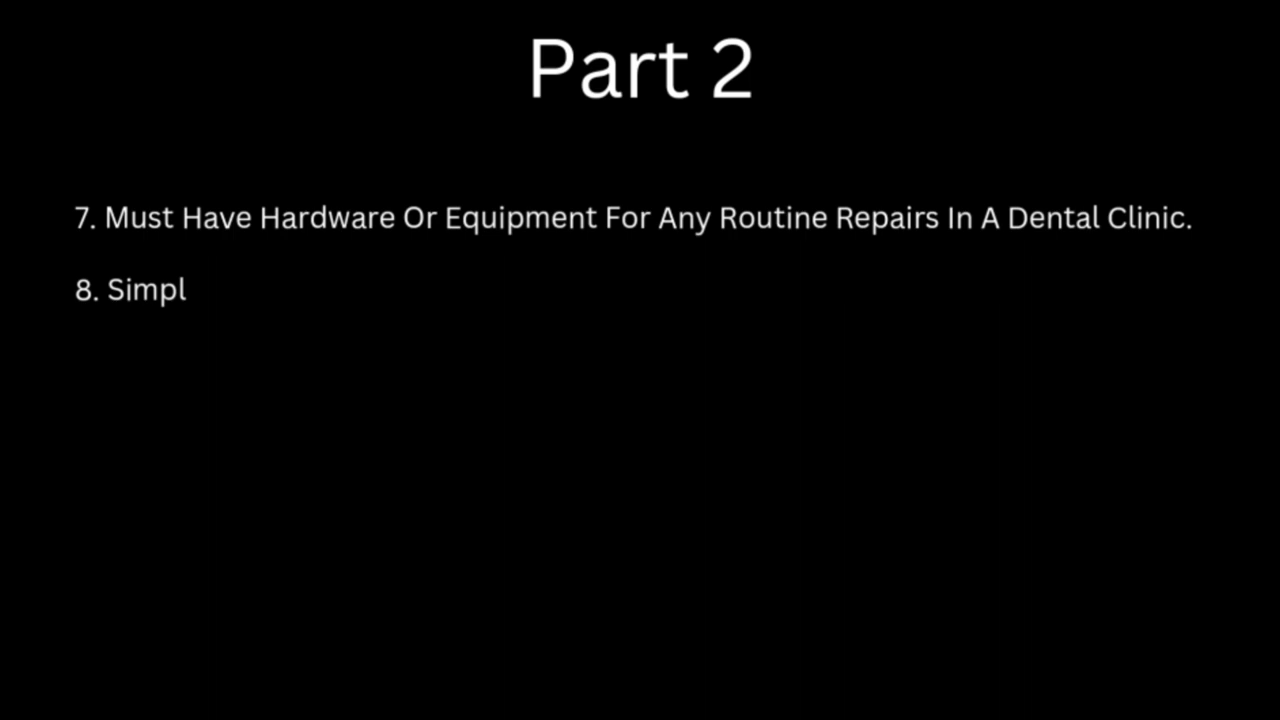 Part 2
7. Must Have Hardware Or Equipment For Any Routine Repairs In A Dental Clinic.
8. Simpl